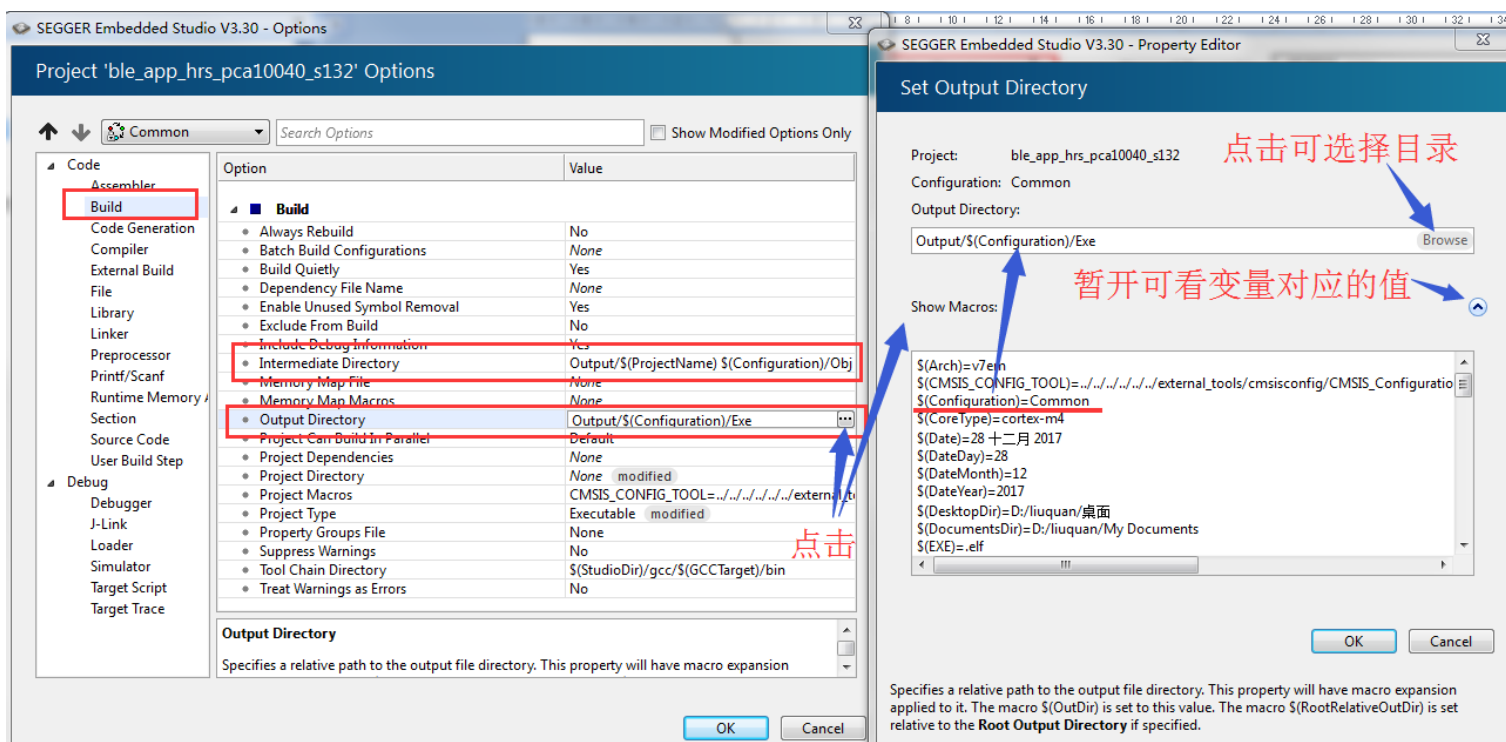 SEGGER Embedded Studio V3.30 - Options
Project 'ble_app_hrs_pca10040_s132' Options
Common
Search Options
Show Modified Options Only
Code
Assembler
Build
Code Generation
Compiler
External Build
File
Library
Linker
Preprocessor
Printf/Scanf
Runtime Memory
Section
Source Code
User Build Step
Debug
Debugger
J-Link
Loader
Simulator
Target Script
Target Trace
Option Value
Build
Always Rebuild No
Batch Build Configurations None
Build Quietly Yes
Dependency File Name None
Enable Unused Symbol Removal Yes
Exclude From Build No
Include Debug Information Yes
Intermediate Directory Output/$(ProjectName) $(Configuration)/Obj
Memory Map File None
Memory Map Macros None
Output Directory Output/$(Configuration)/Exe ...
Project Can Build In Parallel Default
Project Dependencies None
Project Directory None modified
Project Macros CMSIS_CONFIG_TOOL=../../../../../../external_t
Project Type Executable modified
Property Groups File None
Suppress Warnings No
Tool Chain Directory $(StudioDir)/gcc/$(GCCTarget)/bin
Treat Warnings as Errors No
点击
Output Directory
Specifies a relative path to the output file directory. This property will have macro expansion
OK Cancel
8 10 12 14 16 18 20 22 24 26 28 30 32 34
SEGGER Embedded Studio V3.30 - Property Editor
Set Output Directory
点击可选择目录
Project: ble_app_hrs_pca10040_s132
Configuration: Common
Output Directory:
Output/$(Configuration)/Exe Browse
暂开可看变量对应的值
Show Macros:
$(Arch)=v7em
$(CMSIS_CONFIG_TOOL)=../../../../../../external_tools/cmsisconfig/CMSIS_Configuratio
$(Configuration)=Common
$(CoreType)=cortex-m4
$(Date)=28 十二月 2017
$(DateDay)=28
$(DateMonth)=12
$(DateYear)=2017
$(DesktopDir)=D:/liuquan/桌面
$(DocumentsDir)=D:/liuquan/My Documents
$(EXE)=.elf
OK Cancel
Specifies a relative path to the output file directory. This property will have macro expansion
applied to it. The macro $(OutDir) is set to this value. The macro $(RootRelativeOutDir) is set
relative to the Root Output Directory if specified.